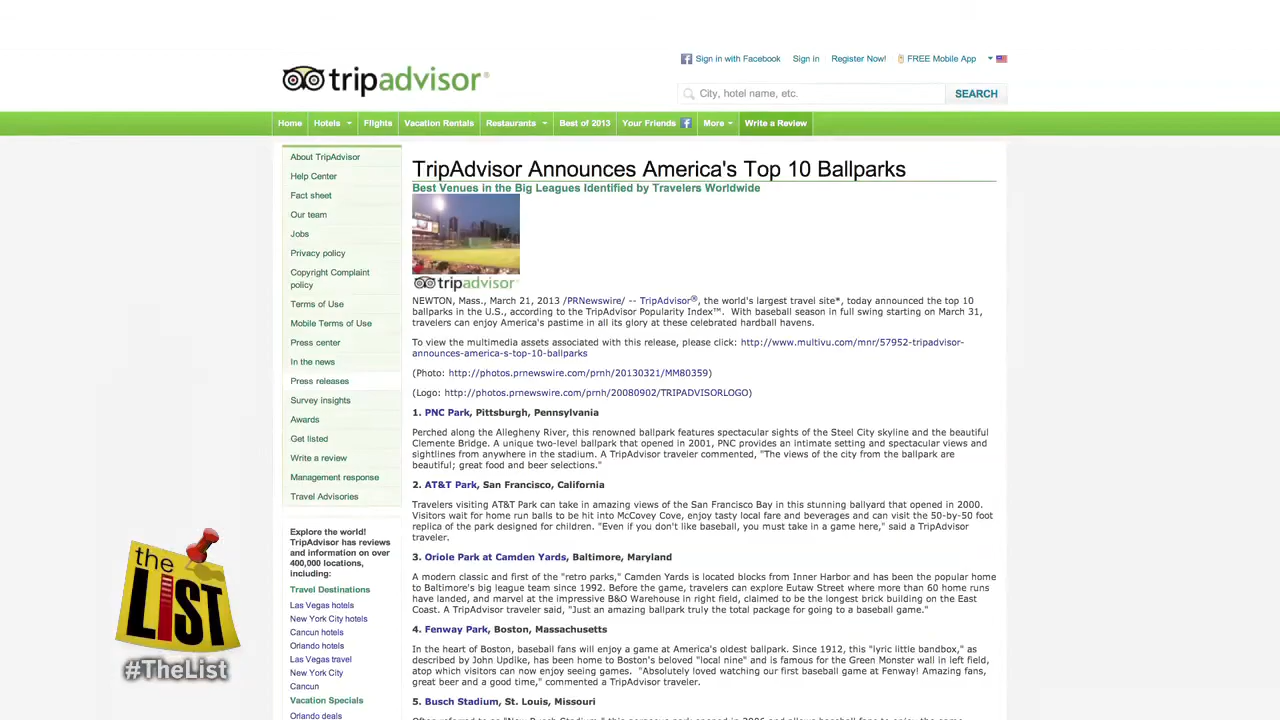 Sign in with Facebook Sign in Register Now! FREE Mobile App
tripadvisor®
City, hotel name, etc. SEARCH
Home Hotels Flights Vacation Rentals Restaurants Best of 2013 Your Friends More Write a Review
About TripAdvisor
Help Center
Fact sheet
Our team
Jobs
Privacy policy
Copyright Complaint
policy
Terms of Use
Mobile Terms of Use
Press center
In the news
Press releases
Survey insights
Awards
Get listed
Write a review
Management response
Travel Advisories
Explore the world!
TripAdvisor has reviews
and information on over
400,000 locations,
including:
Travel Destinations
Las Vegas hotels
New York City hotels
Cancun hotels
Orlando hotels
Las Vegas travel
New York City
Cancun
Vacation Specials
Orlando deals
TripAdvisor Announces America's Top 10 Ballparks
Best Venues in the Big Leagues Identified by Travelers Worldwide
tripadvisor
NEWTON, Mass., March 21, 2013 /PRNewswire/ -- TripAdvisor®, the world's largest travel site*, today announced the top 10
ballparks in the U.S., according to the TripAdvisor Popularity Index™. With baseball season in full swing starting on March 31,
travelers can enjoy America's pastime in all its glory at these celebrated hardball havens.
To view the multimedia assets associated with this release, please click: http://www.multivu.com/mnr/57952-tripadvisor-
announces-america-s-top-10-ballparks
(Photo: http://photos.prnewswire.com/prnh/20130321/MM80359)
(Logo: http://photos.prnewswire.com/prnh/20080902/TRIPADVISORLOGO)
1. PNC Park, Pittsburgh, Pennsylvania
Perched along the Allegheny River, this renowned ballpark features spectacular sights of the Steel City skyline and the beautiful
Clemente Bridge. A unique two-level ballpark that opened in 2001, PNC provides an intimate setting and spectacular views and
sightlines from anywhere in the stadium. A TripAdvisor traveler commented, "The views of the city from the ballpark are
beautiful; great food and beer selections."
2. AT&T Park, San Francisco, California
Travelers visiting AT&T Park can take in amazing views of the San Francisco Bay in this stunning ballyard that opened in 2000.
Visitors wait for home run balls to be hit into McCovey Cove, enjoy tasty local fare and beverages and can visit the 50-by-50 foot
replica of the park designed for children. "Even if you don't like baseball, you must take in a game here," said a TripAdvisor
traveler.
3. Oriole Park at Camden Yards, Baltimore, Maryland
A modern classic and first of the "retro parks," Camden Yards is located blocks from Inner Harbor and has been the popular home
to Baltimore's big league team since 1992. Before the game, travelers can explore Eutaw Street where more than 60 home runs
have landed, and marvel at the impressive B&O Warehouse in right field, claimed to be the longest brick building on the East
Coast. A TripAdvisor traveler said, "Just an amazing ballpark truly the total package for going to a baseball game."
4. Fenway Park, Boston, Massachusetts
In the heart of Boston, baseball fans will enjoy a game at America's oldest ballpark. Since 1912, this "lyric little bandbox," as
described by John Updike, has been home to Boston's beloved "local nine" and is famous for the Green Monster wall in left field,
atop which visitors can now enjoy seeing games. "Absolutely loved watching our first baseball game at Fenway! Amazing fans,
great beer and a good time," commented a TripAdvisor traveler.
5. Busch Stadium, St. Louis, Missouri
the
LiST
#TheList